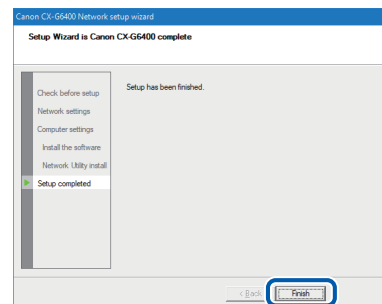 Canon CX-G6400 Network setup wizard
Setup Wizard is Canon CX-G6400 complete
Check before setup
Network settings
Computer settings
Install the software
Network Utility install
Setup completed
Setup has been finished.
< Back
Finish